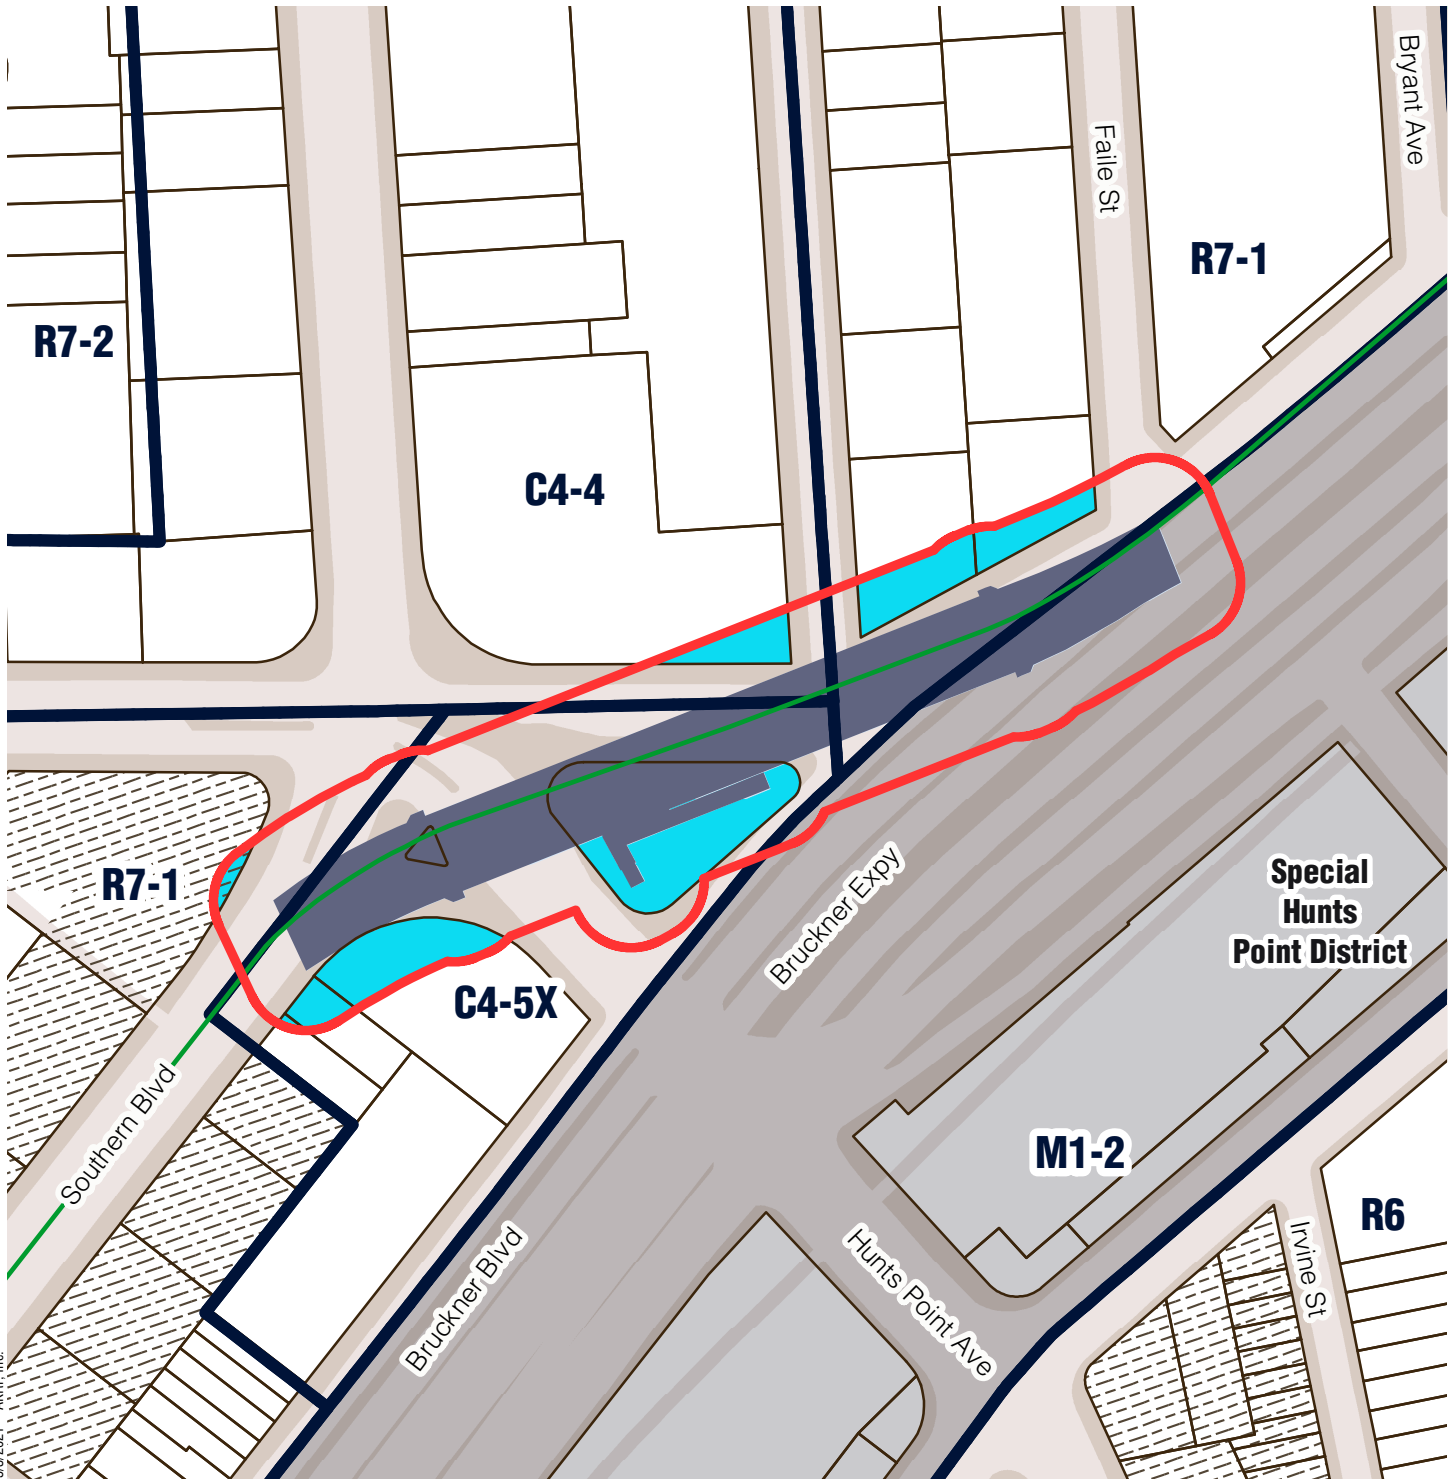 Bryant Ave
Faile St
R7-1
R7-2
C4-4
R7-1
Bruckner Expy
Special
Hunts
Point District
C4-5X
Southern Blvd
M1-2
R6
Bruckner Blvd
Hunts Point Ave
Irvine St